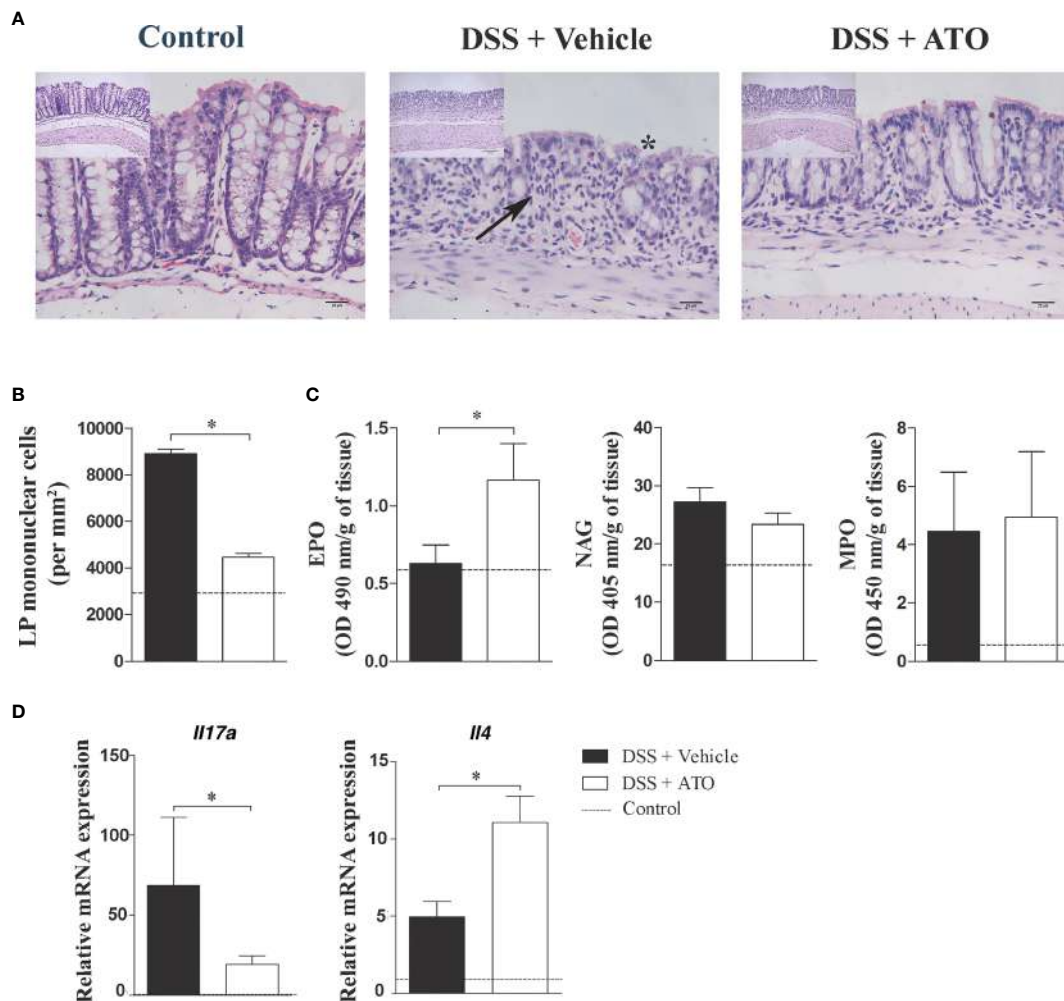 A
Control
DSS + Vehicle
DSS + ATO
*
B
LP mononuclear cells
(per mm²)
10000
8000
6000
4000
2000
0
*
C
EPO
(OD 490 nm/g of tissue)
1.5
1.0
0.5
0.0
*
NAG
(OD 405 nm/g of tissue)
40
30
20
10
0
MPO
(OD 450 nm/g of tissue)
8
6
4
2
0
D
Il17a
Relative mRNA expression
150
100
50
0
*
Il4
Relative mRNA expression
15
10
5
0
*
DSS + Vehicle
DSS + ATO
Control